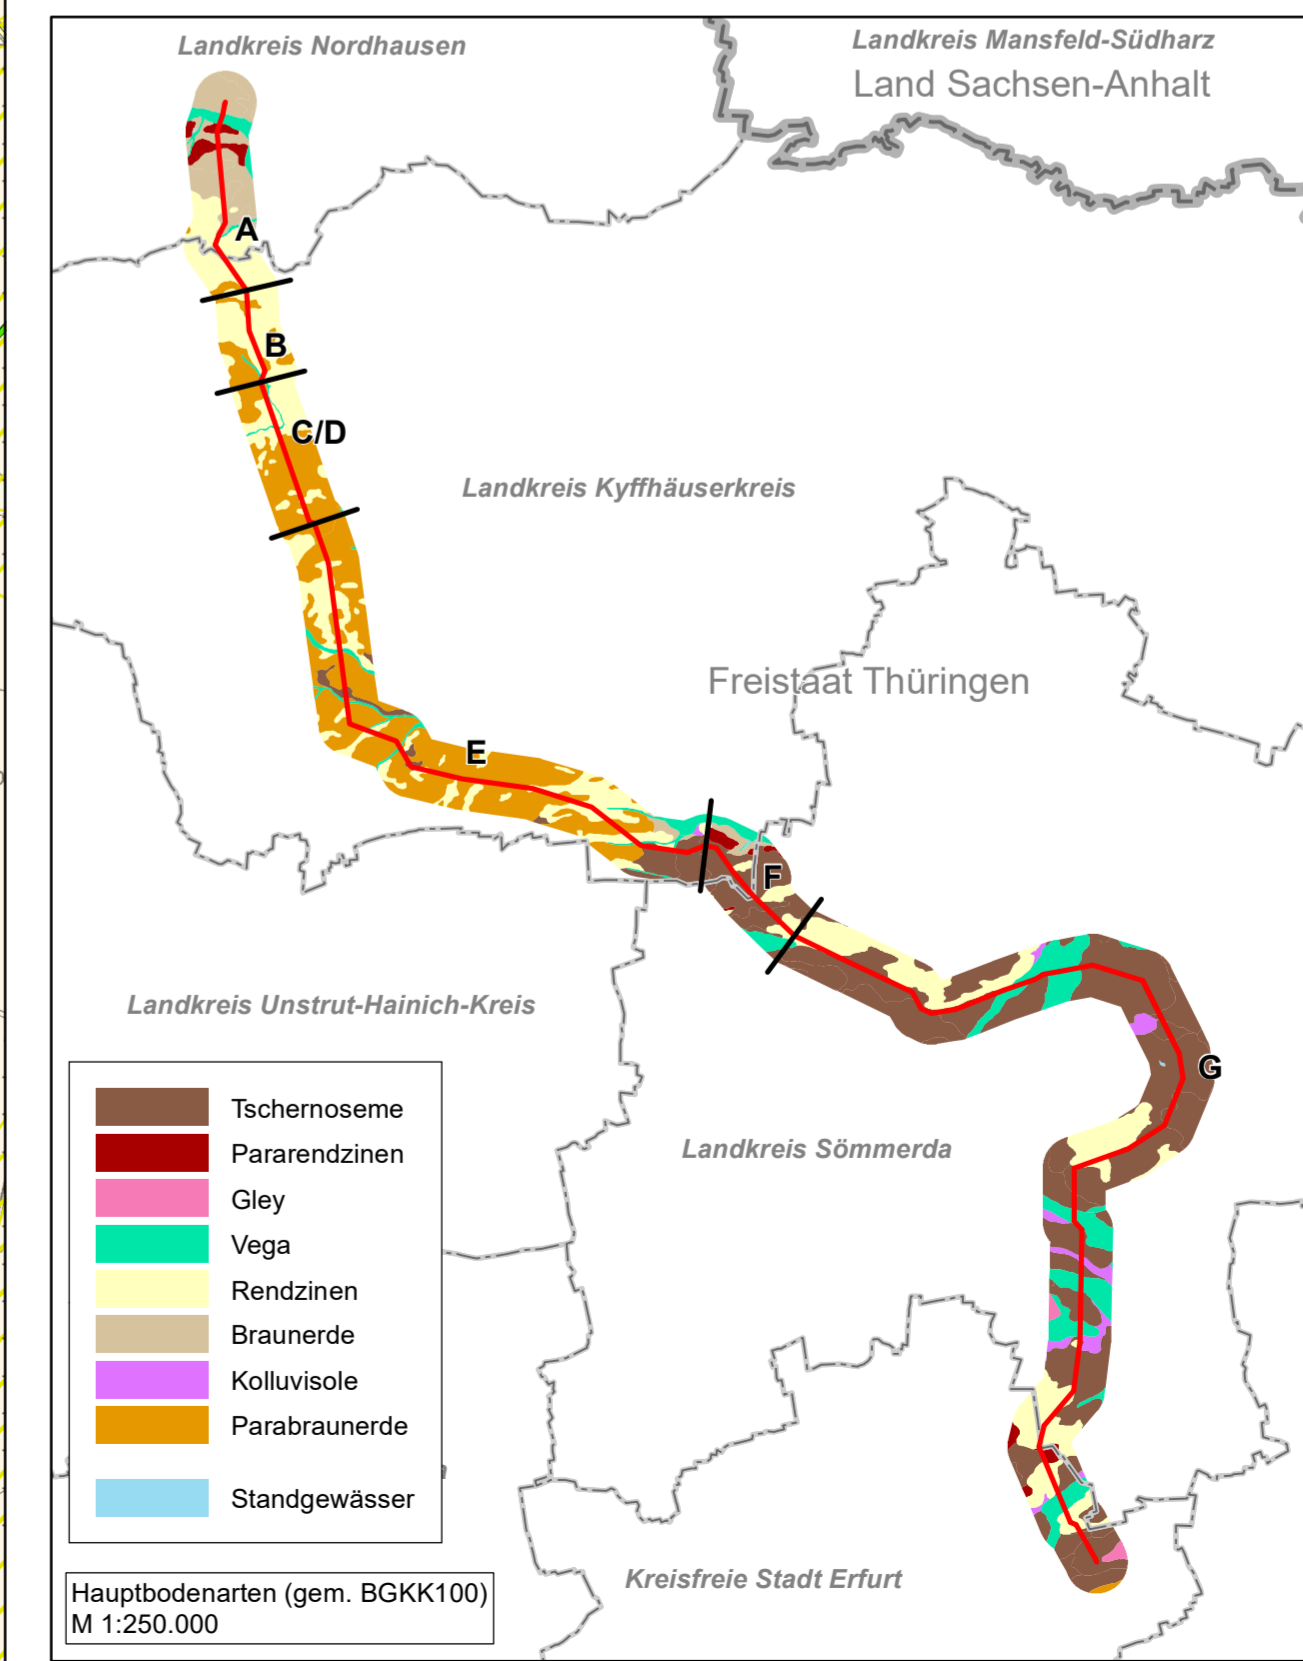 Landkreis Nordhausen
Landkreis Mansfeld-Südharz
Land Sachsen-Anhalt
A
B
C/D
Landkreis Kyffhäuserkreis
Freistaat Thüringen
E
F
Landkreis Unstrut-Hainich-Kreis
G
Landkreis Sömmerda
Tschernoseme
Pararendzinen
Gley
Vega
Rendzinen
Braunerde
Kolluvisole
Parabraunerde
Standgewässer
Kreisfreie Stadt Erfurt
Hauptbodenarten (gem. BGKK100)
M 1:250.000